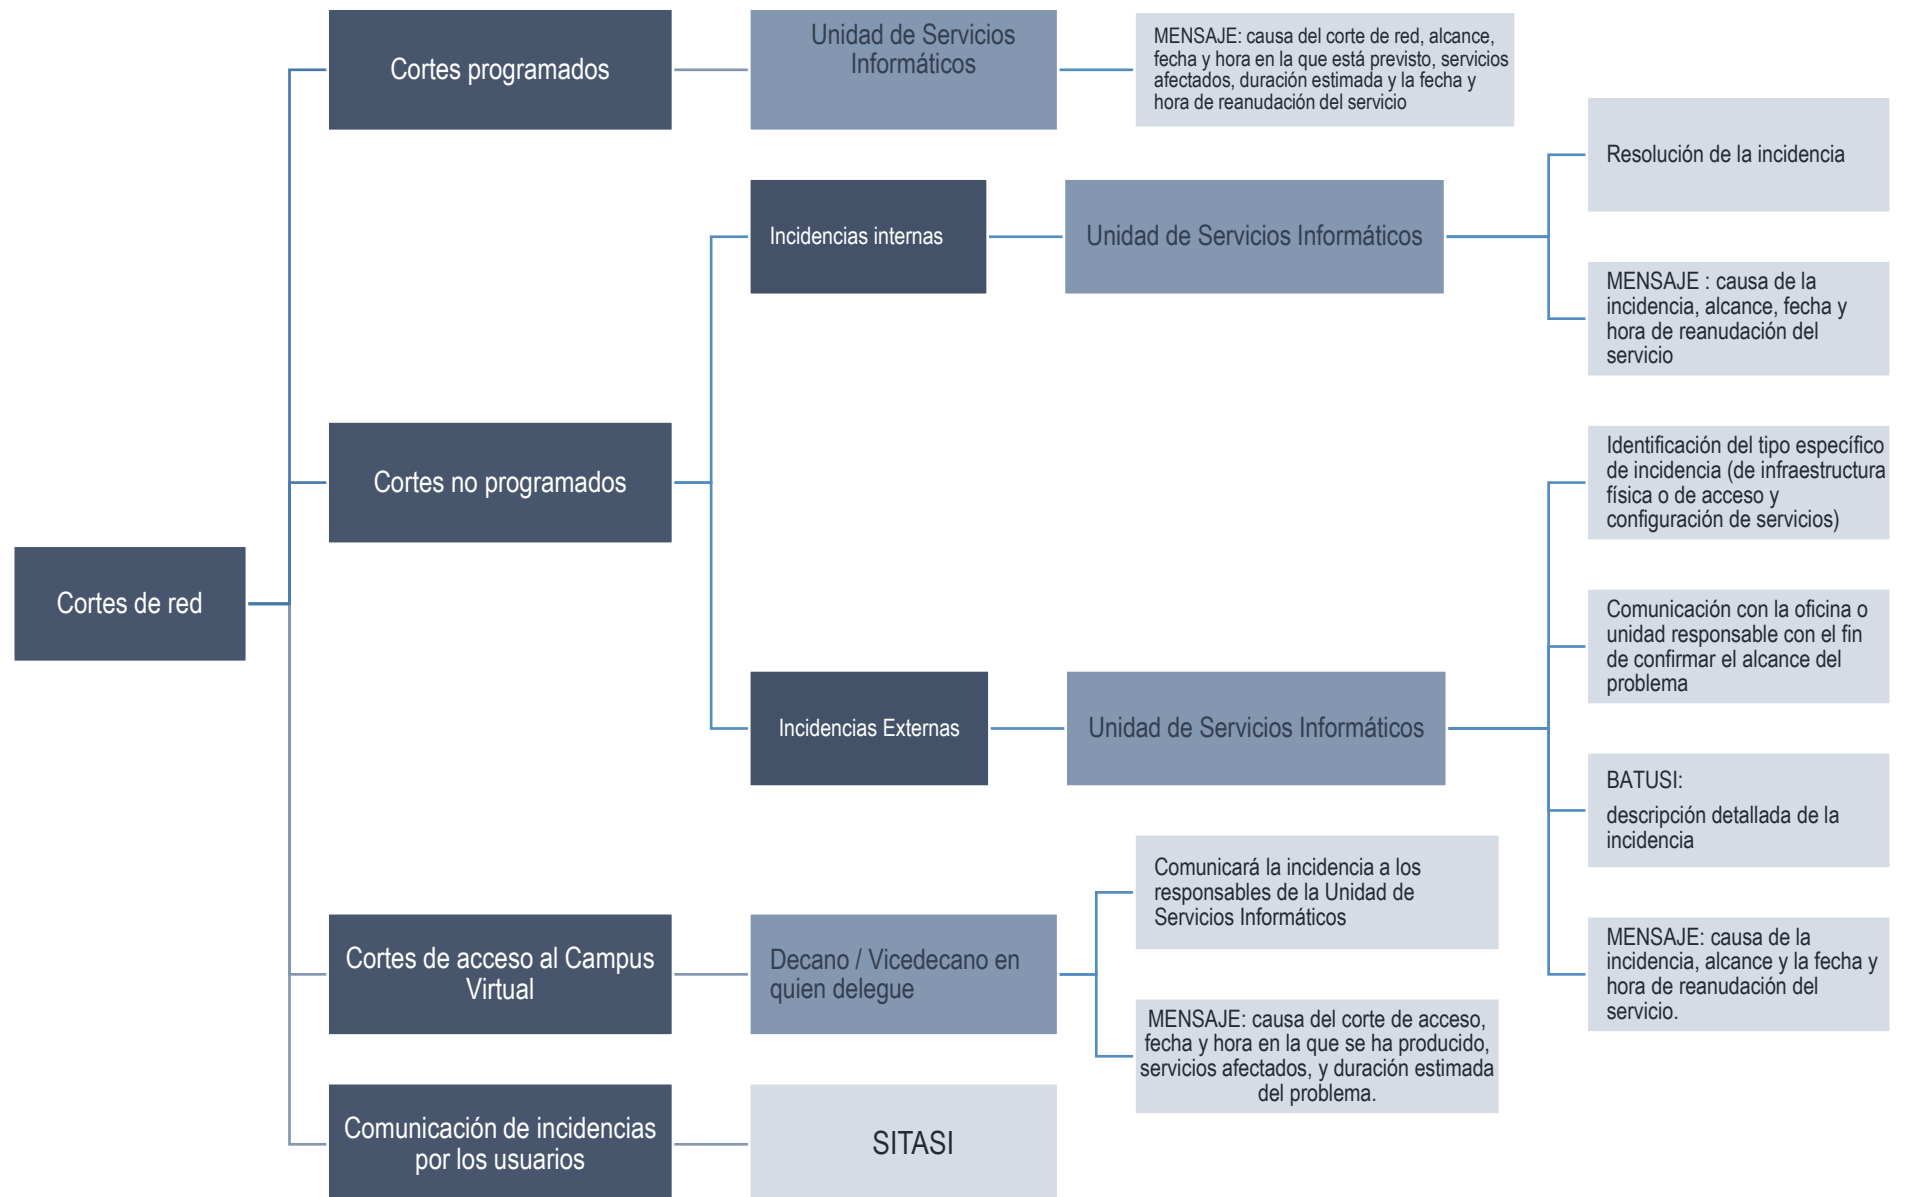 Cortes de red
Cortes programados
Unidad de Servicios
Informáticos
MENSAJE: causa del corte de red, alcance,
fecha y hora en la que está previsto, servicios
afectados, duración estimada y la fecha y
hora de reanudación del servicio
Cortes no programados
Incidencias internas
Unidad de Servicios Informáticos
Resolución de la incidencia
MENSAJE : causa de la
incidencia, alcance, fecha y
hora de reanudación del
servicio
Incidencias Externas
Unidad de Servicios Informáticos
Identificación del tipo específico
de incidencia (de infraestructura
física o de acceso y
configuración de servicios)
Comunicación con la oficina o
unidad responsable con el fin
de confirmar el alcance del
problema
BATUSI:
descripción detallada de la
incidencia
MENSAJE: causa de la
incidencia, alcance y la fecha y
hora de reanudación del
servicio.
Cortes de acceso al Campus
Virtual
Decano / Vicedecano en
quien delegue
Comunicará la incidencia a los
responsables de la Unidad de
Servicios Informáticos
MENSAJE: causa del corte de acceso,
fecha y hora en la que se ha producido,
servicios afectados, y duración estimada
del problema.
Comunicación de incidencias
por los usuarios
SITASI